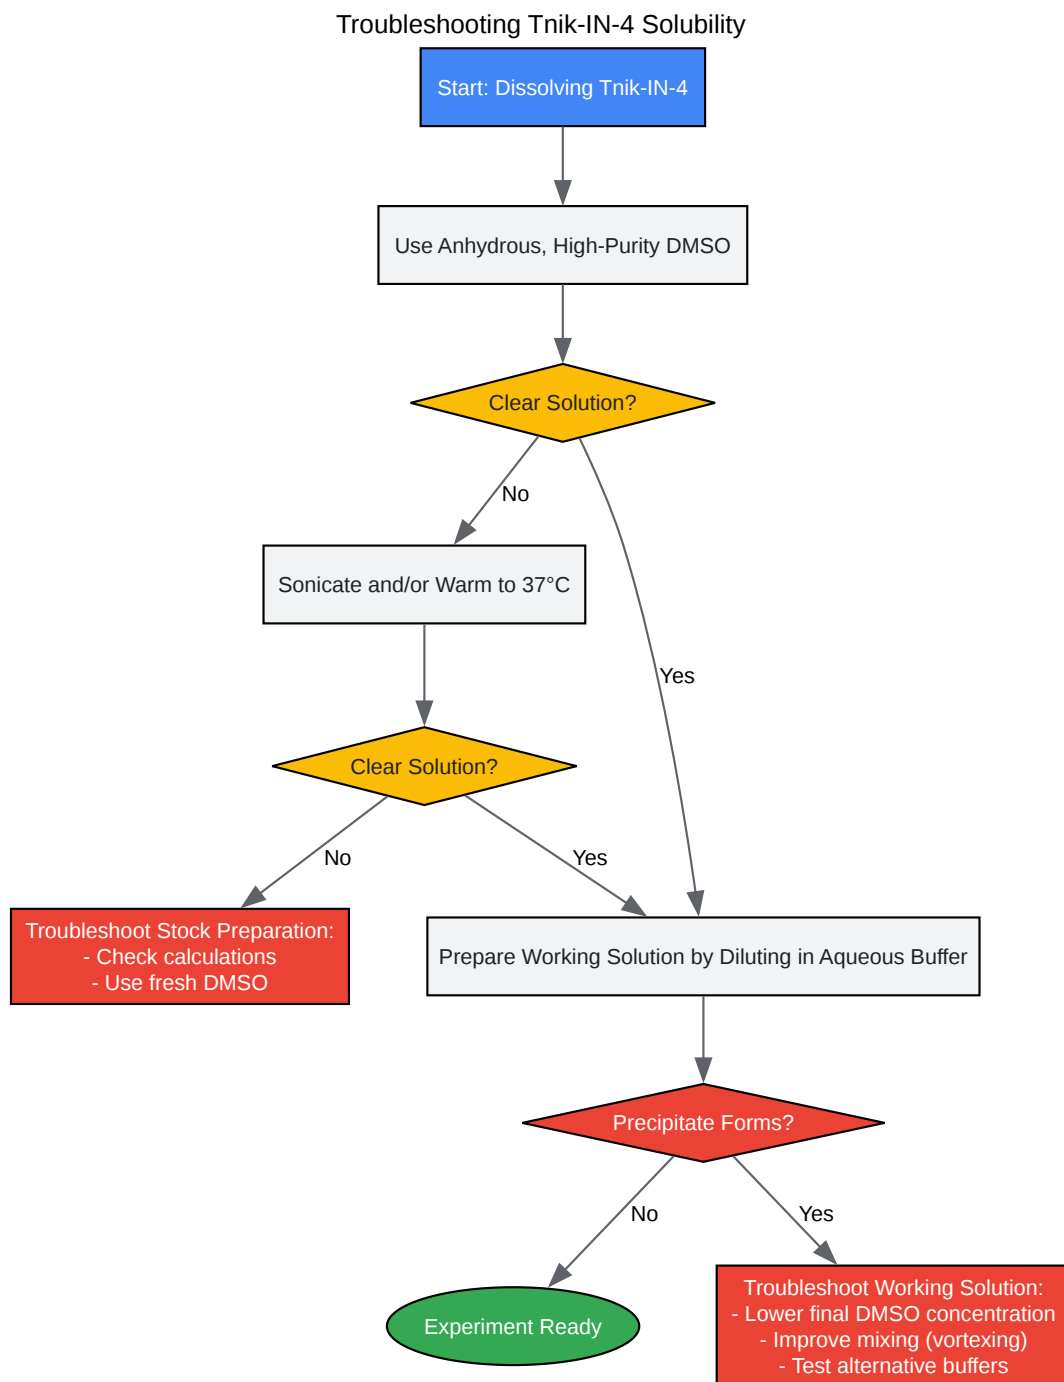 Troubleshooting Tnik-IN-4 Solubility
Start: Dissolving Tnik-IN-4
Use Anhydrous, High-Purity DMSO
Clear Solution?
No
Sonicate and/or Warm to 37°C
Yes
Clear Solution?
No
Yes
Troubleshoot Stock Preparation:
- Check calculations
- Use fresh DMSO
Prepare Working Solution by Diluting in Aqueous Buffer
Precipitate Forms?
No
Yes
Experiment Ready
Troubleshoot Working Solution:
- Lower final DMSO concentration
- Improve mixing (vortexing)
- Test alternative buffers